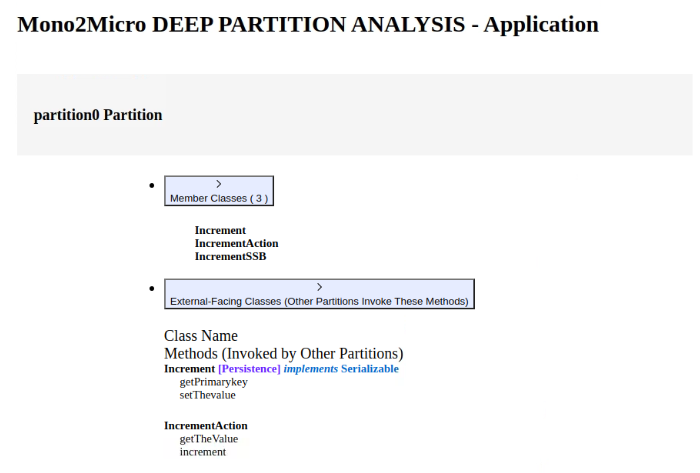 Mono2Micro DEEP PARTITION ANALYSIS - Application
partition0 Partition
Member Classes ( 3 )
Increment
IncrementAction
IncrementSSB
External-Facing Classes (Other Partitions Invoke These Methods)
Class Name
Methods (Invoked by Other Partitions)
Increment [Persistence] implements Serializable
getPrimarykey
setThevalue
IncrementAction
getTheValue
increment